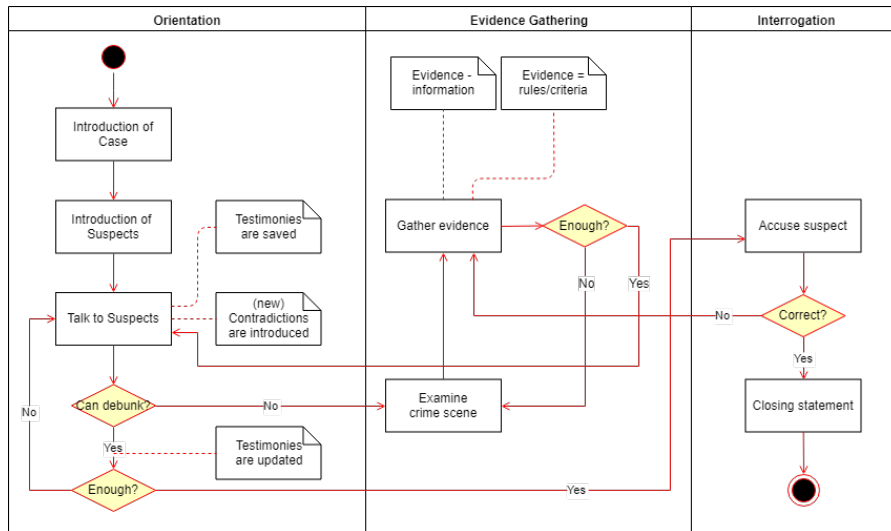 Orientation
Evidence Gathering
Interrogation
Evidence -
information
Evidence =
rules/criteria
Introduction of
Case
Introduction of
Suspects
Testimonies
are saved
Gather evidence
Enough?
Accuse suspect
No
Yes
Talk to Suspects
(new)
Contradictions
are introduced
No
Correct?
Yes
No
Can debunk?
No
Examine
crime scene
Closing statement
Yes
Testimonies
are updated
Enough?
Yes